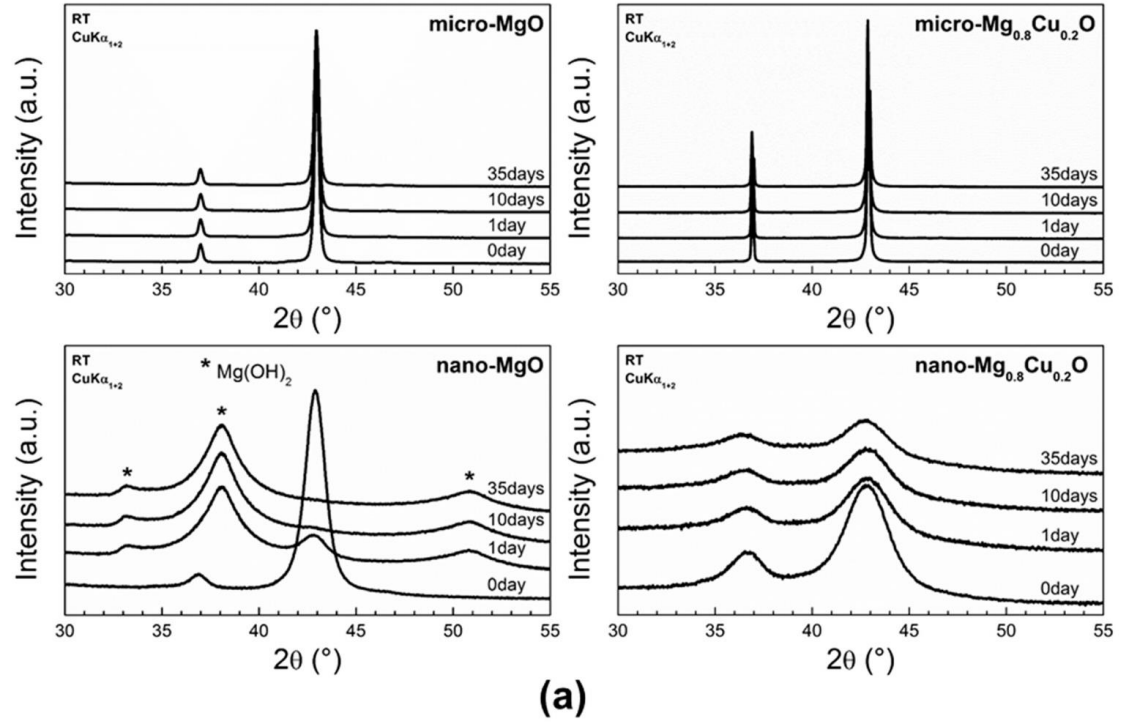 RT
CuKα₁₊₂
micro-MgO
Intensity (a.u.)
35days
10days
1day
0day
30 35 40 45 50 55
2θ (°)
RT
CuKα₁₊₂
micro-Mg₀.₈Cu₀.₂O
Intensity (a.u.)
35days
10days
1day
0day
30 35 40 45 50 55
2θ (°)
RT
CuKα₁₊₂
* Mg(OH)₂
nano-MgO
Intensity (a.u.)
*
*
*
35days
10days
1day
0day
30 35 40 45 50 55
2θ (°)
RT
CuKα₁₊₂
nano-Mg₀.₈Cu₀.₂O
Intensity (a.u.)
35days
10days
1day
0day
30 35 40 45 50 55
2θ (°)
(a)